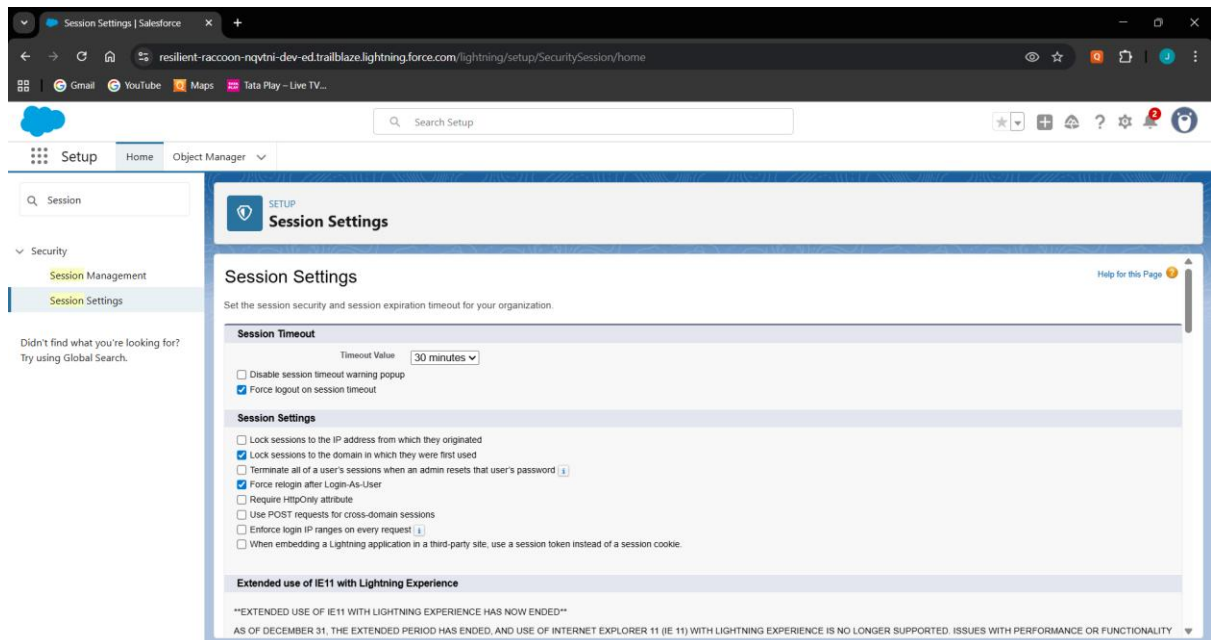 Session Settings | Salesforce
resilient-raccoon-nqvtni-dev-ed.trailblaze.lightning.force.com/lightning/setup/SecuritySession/home
Q
J
Gmail
YouTube
Maps
Tata Play – Live TV...
Search Setup
2
Setup
Home
Object Manager
Session
Security
Session Management
Session Settings
Didn't find what you're looking for?
Try using Global Search.
SETUP
Session Settings
Session Settings
Help for this Page
Set the session security and session expiration timeout for your organization.
Session Timeout
Timeout Value 30 minutes
Disable session timeout warning popup
Force logout on session timeout
Session Settings
Lock sessions to the IP address from which they originated
Lock sessions to the domain in which they were first used
Terminate all of a user's sessions when an admin resets that user's password i
Force relogin after Login-As-User
Require HttpOnly attribute
Use POST requests for cross-domain sessions
Enforce login IP ranges on every request i
When embedding a Lightning application in a third-party site, use a session token instead of a session cookie.
Extended use of IE11 with Lightning Experience
**EXTENDED USE OF IE11 WITH LIGHTNING EXPERIENCE HAS NOW ENDED**
AS OF DECEMBER 31, THE EXTENDED PERIOD HAS ENDED, AND USE OF INTERNET EXPLORER 11 (IE 11) WITH LIGHTNING EXPERIENCE IS NO LONGER SUPPORTED. ISSUES WITH PERFORMANCE OR FUNCTIONALITY